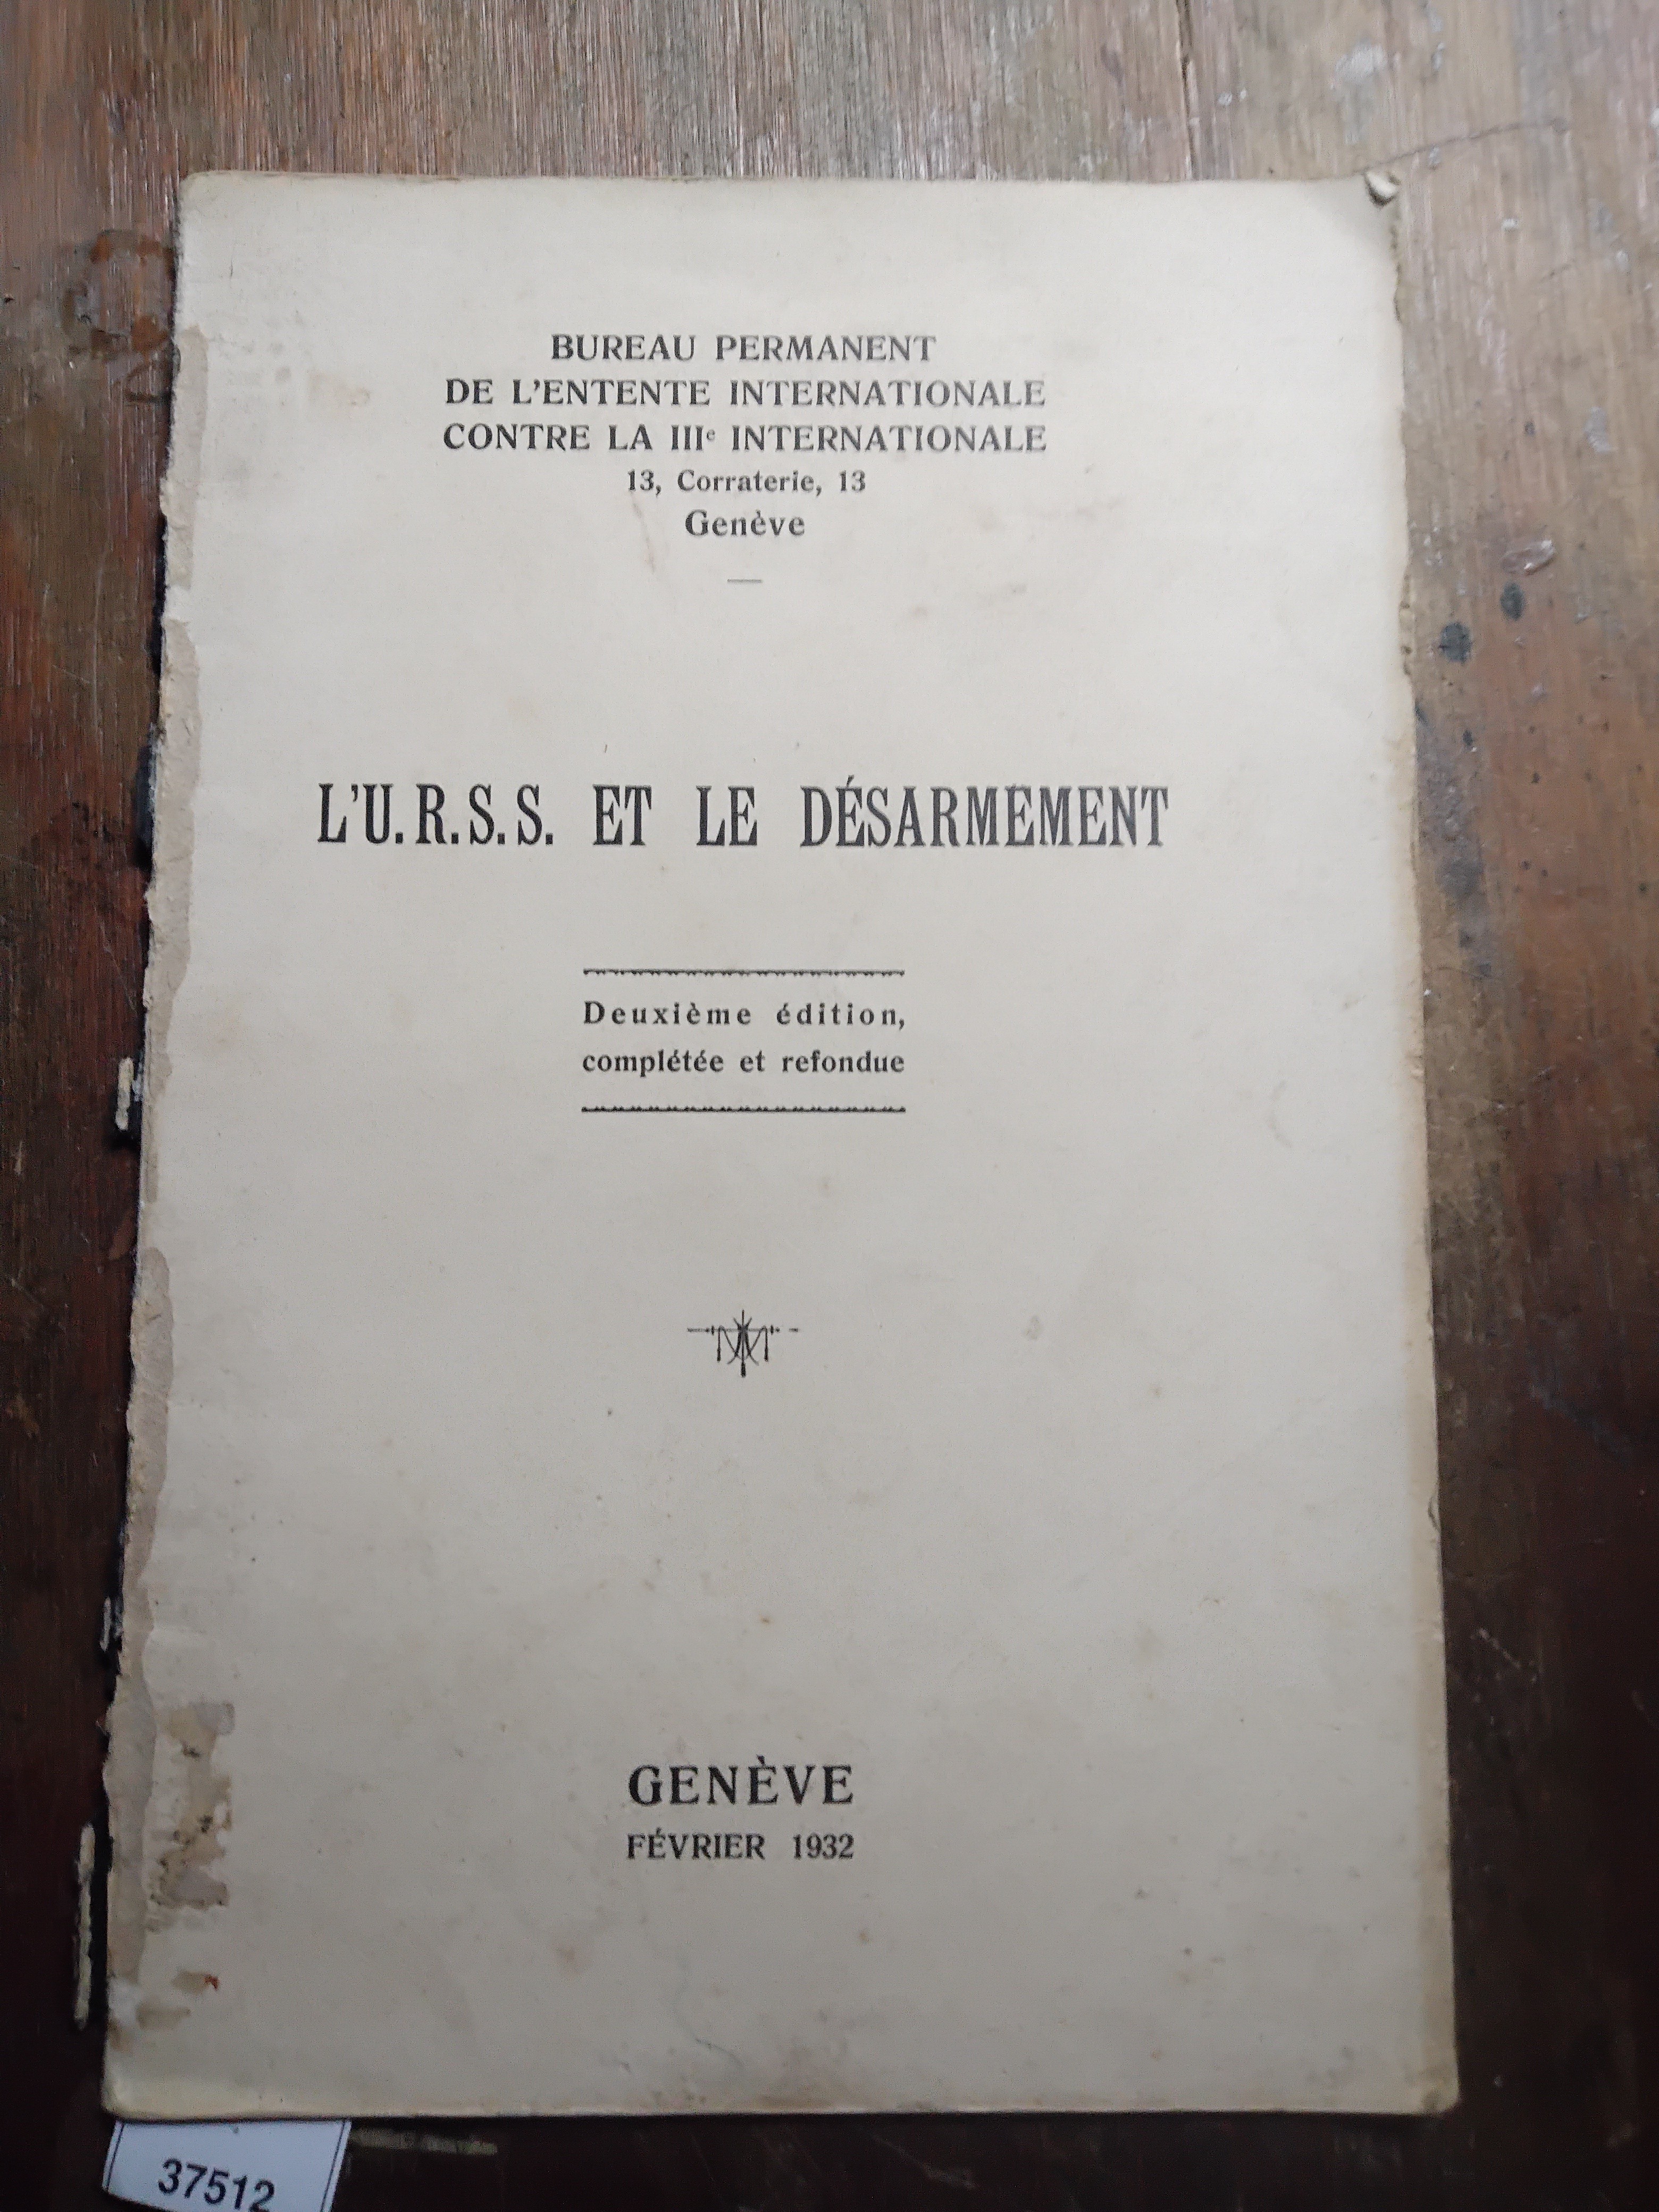 BUREAU PERMANENT
DE L'ENTENTE INTERNATIONALE
CONTRE LA IIIe INTERNATIONALE
13, Corraterie, 13
Genève
L'U.R.S.S. ET LE DÉSARMEMENT
Deuxième édition,
complétée et refondue
GENÈVE
FÉVRIER 1932
37512